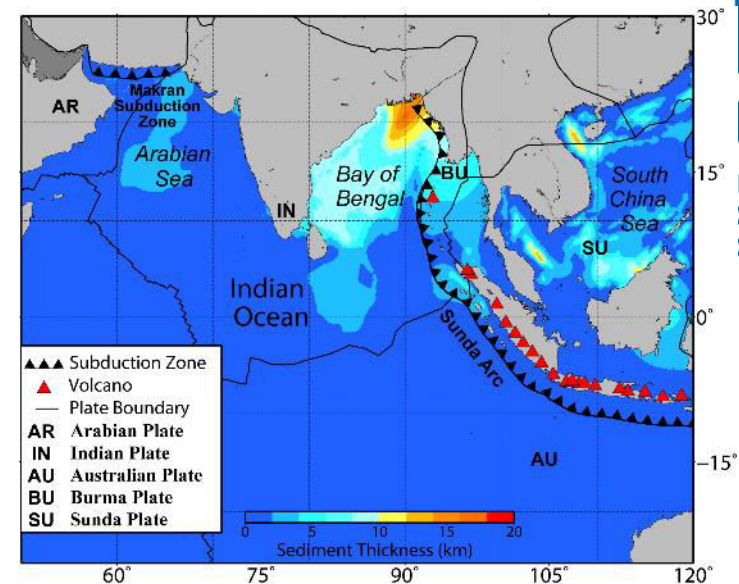 30°
Makran
AR
Subduction
Zone
Arabian
Sea
Bay of
Bengal
BU
15°
South
China
Sea
IN
SU
Indian
Ocean
0°
Sunda Arc
Subduction Zone
Volcano
Plate Boundary
AR Arabian Plate
IN Indian Plate
AU Australian Plate
BU Burma Plate
SU Sunda Plate
AU
−15°
0 5 10 15 20
Sediment Thickness (km)
60° 75° 90° 105° 120°